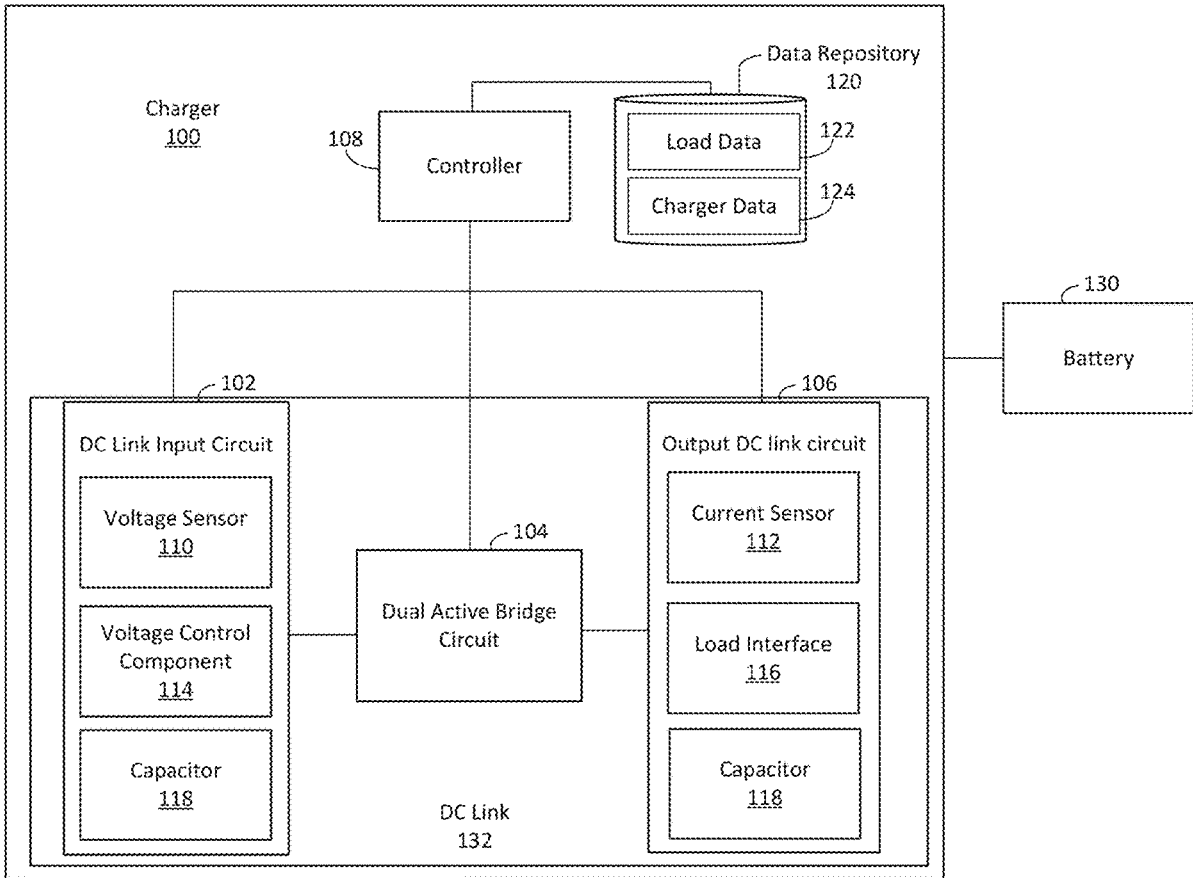 Data Repository
120
Charger
100
108
Controller
Load Data
122
Charger Data
124
130
Battery
102
106
DC Link Input Circuit
Output DC link circuit
Voltage Sensor
110
Current Sensor
112
104
Dual Active Bridge
Circuit
Voltage Control
Component
114
Load Interface
116
Capacitor
118
Capacitor
118
DC Link
132